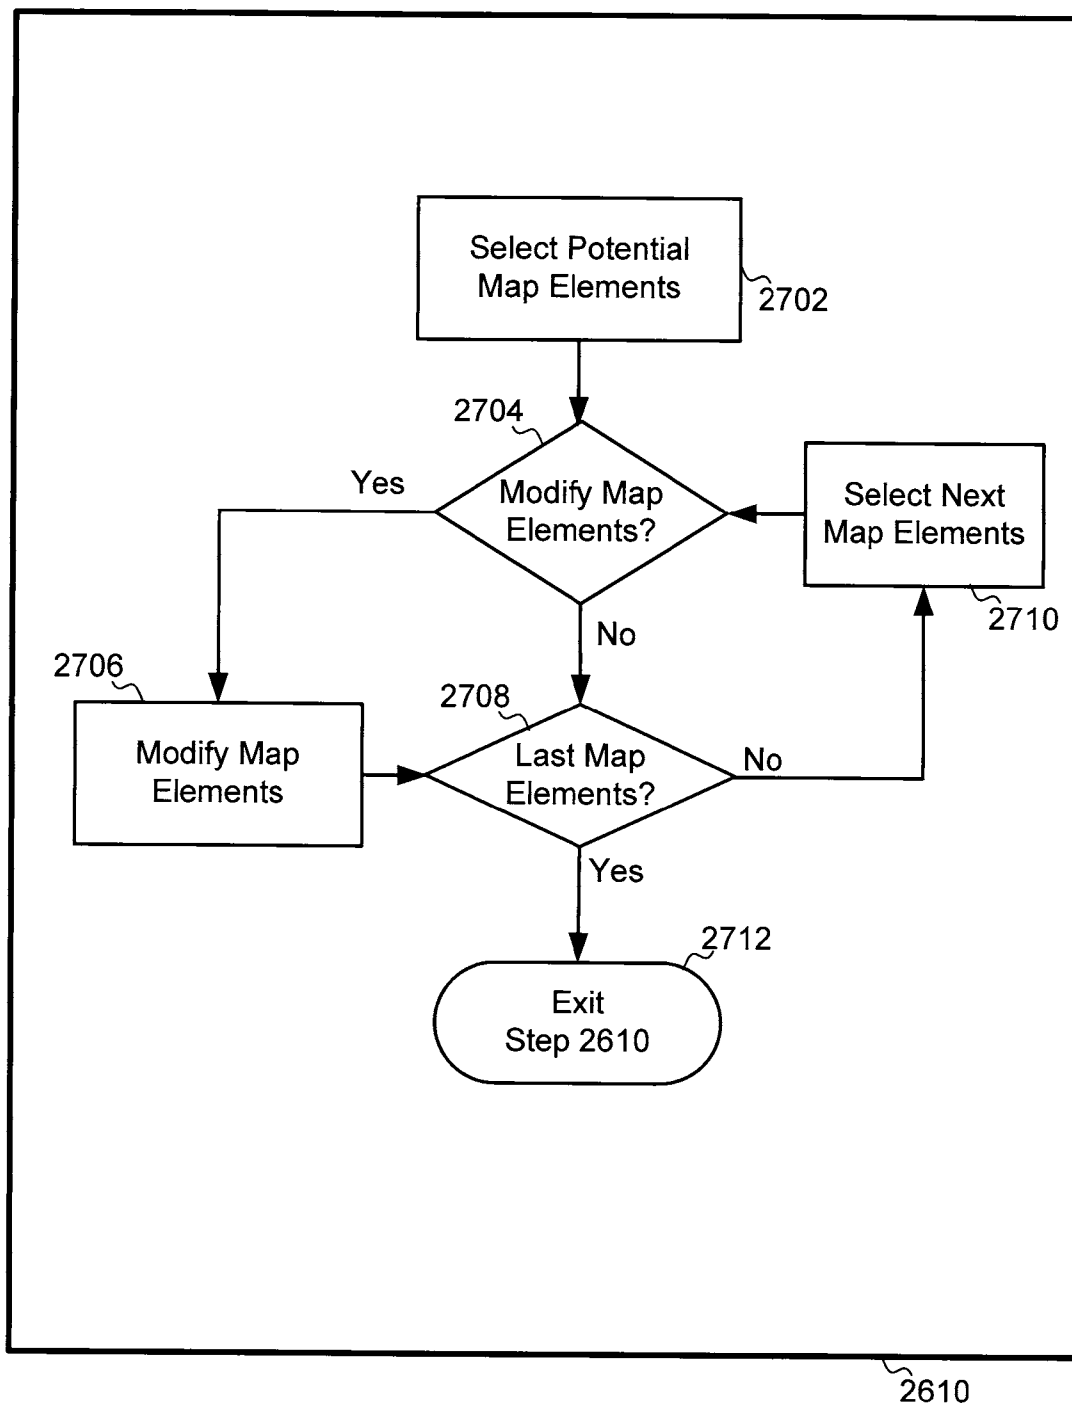 Select Potential
Map Elements
2702
2704
Yes
Modify Map
Elements?
Select Next
Map Elements
2710
No
2706
2708
Modify Map
Elements
Last Map
Elements?
No
Yes
2712
Exit
Step 2610
2610